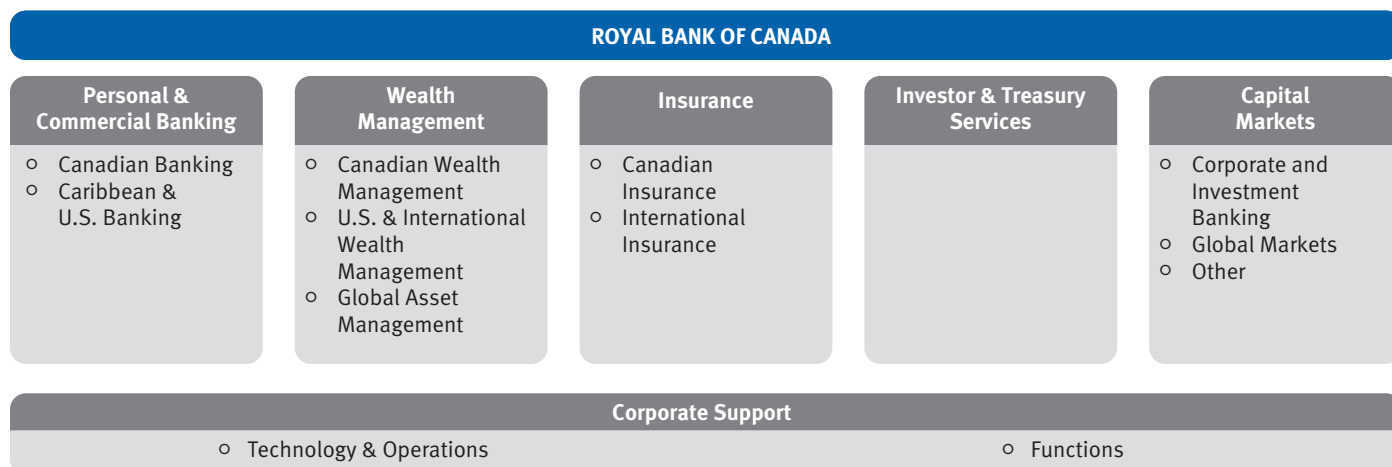 ROYAL BANK OF CANADA
Personal &
Commercial Banking
○ Canadian Banking
○ Caribbean &
U.S. Banking
Wealth
Management
○ Canadian Wealth
Management
○ U.S. & International
Wealth
Management
○ Global Asset
Management
Insurance
○ Canadian
Insurance
○ International
Insurance
Investor & Treasury
Services
Capital
Markets
○ Corporate and
Investment
Banking
○ Global Markets
○ Other
Corporate Support
○ Technology & Operations
○ Functions